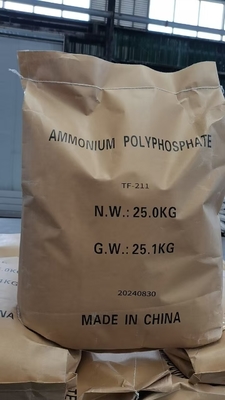 AMMONIUM POLYPHOSPHATE
TF-211
N.W.: 25.0KG
G.W.: 25.1KG
20240830
MADE IN CHINA